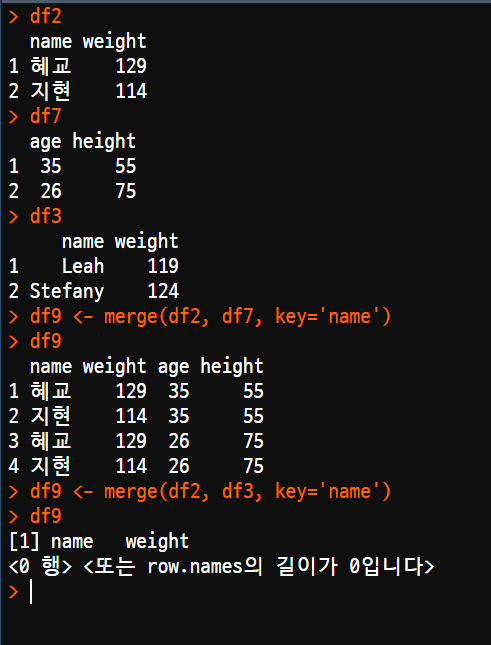 > df2
  name weight
1 혜교    129
2 지현    114
> df7
  age height
1  35     55
2  26     75
> df3
     name weight
1    Leah    119
2 Stefany    124
> df9 <- merge(df2, df7, key='name')
> df9
  name weight age height
1 혜교    129  35     55
2 지현    114  35     55
3 혜교    129  26     75
4 지현    114  26     75
> df9 <- merge(df2, df3, key='name')
> df9
[1] name   weight
<0 행> <또는 row.names의 길이가 0입니다>
>